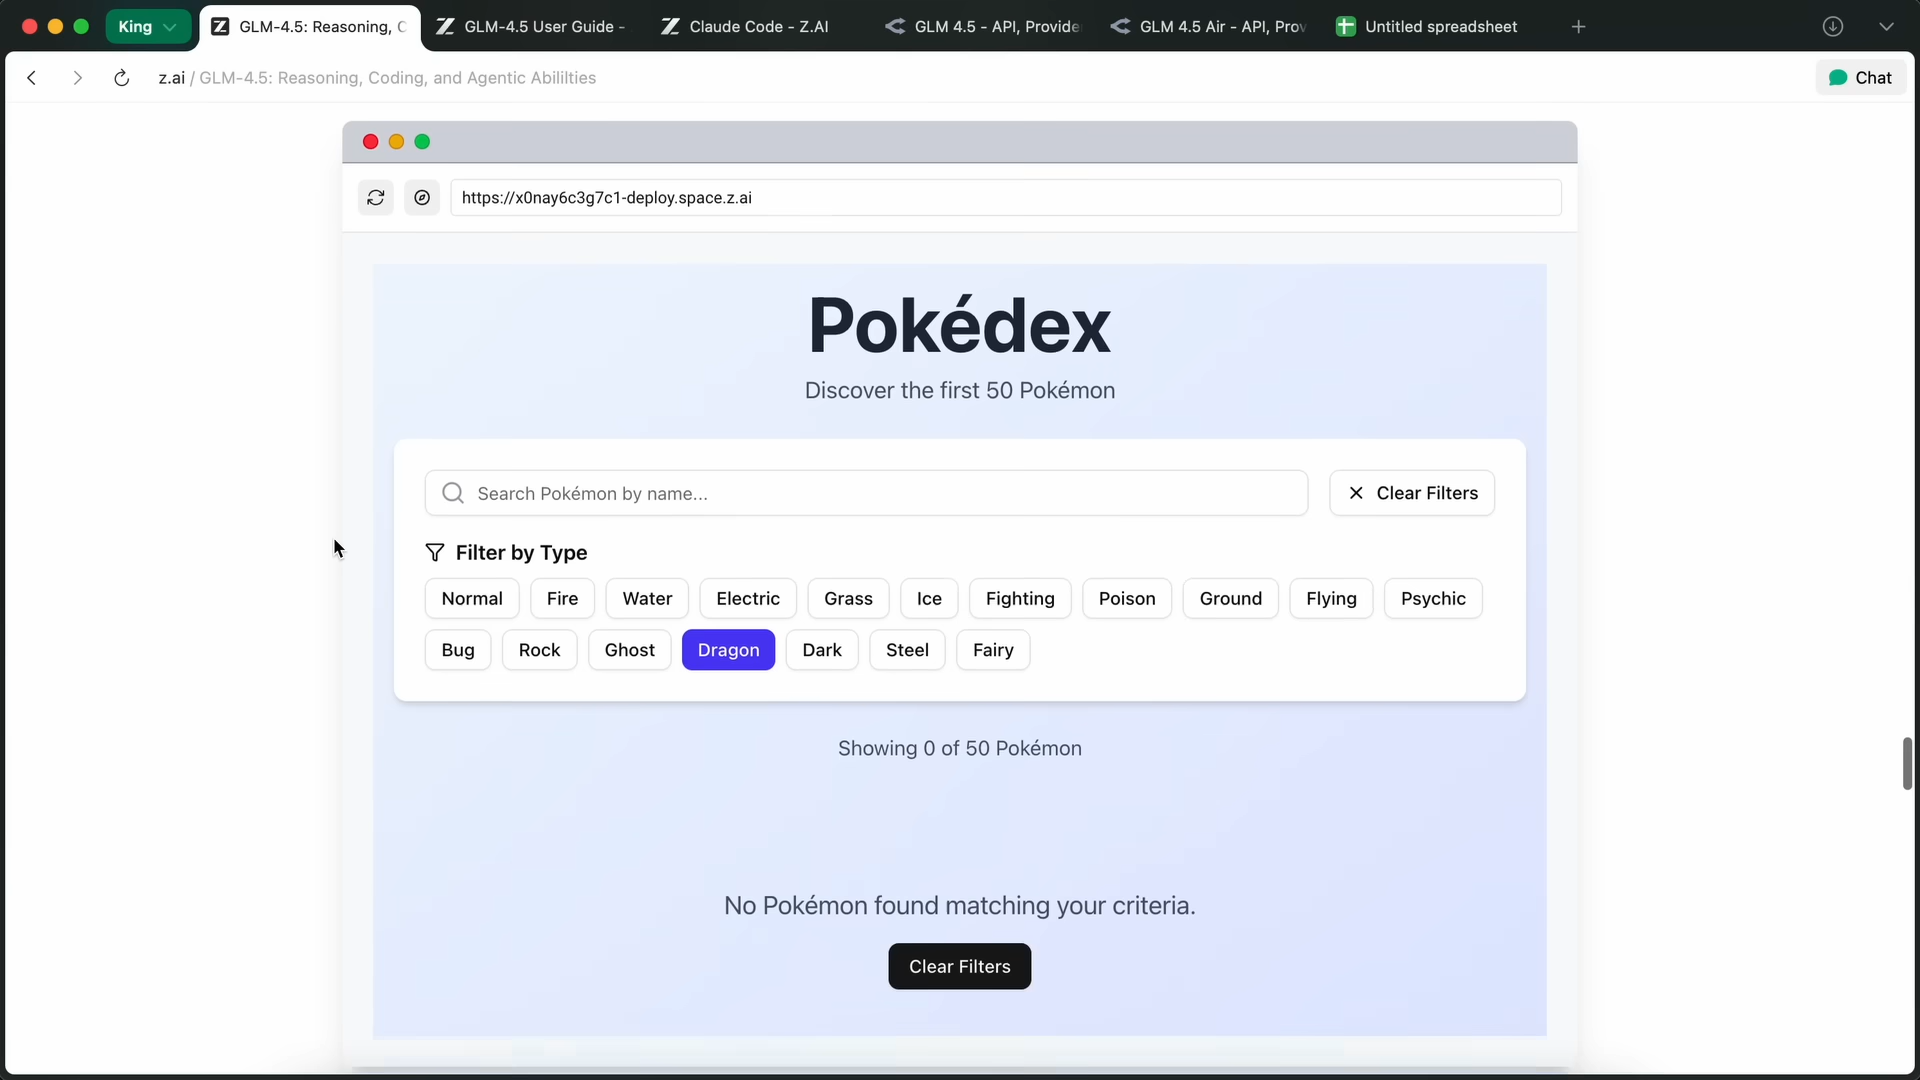 King
GLM-4.5: Reasoning, C
GLM-4.5 User Guide -
Claude Code - Z.AI
GLM 4.5 - API, Provide
GLM 4.5 Air - API, Prov
Untitled spreadsheet
z.ai / GLM-4.5: Reasoning, Coding, and Agentic Abililties
Chat
https://x0nay6c3g7c1-deploy.space.z.ai
Pokédex
Discover the first 50 Pokémon
Search Pokémon by name...
Clear Filters
Filter by Type
Normal Fire Water Electric Grass Ice Fighting Poison Ground Flying Psychic
Bug Rock Ghost Dragon Dark Steel Fairy
Showing 0 of 50 Pokémon
No Pokémon found matching your criteria.
Clear Filters